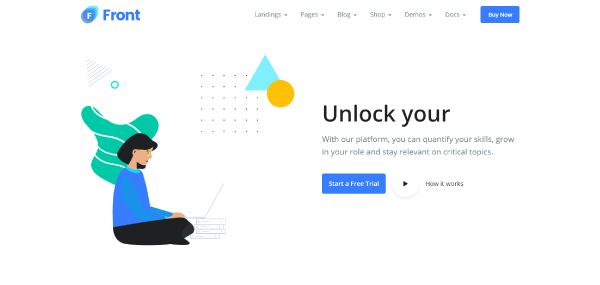 Front
Landings Pages Blog Shop Demos Docs Buy Now
Unlock your
With our platform, you can quantify your skills, grow
in your role and stay relevant on critical topics.
Start a Free Trial How it works